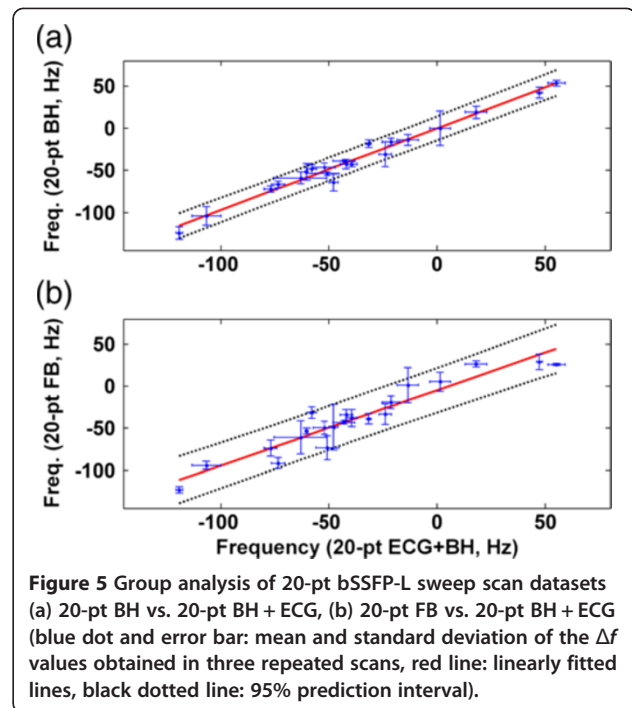 (a)
50
0
-50
-100
Freq. (20-pt BH, Hz)
-100 -50 0 50
(b)
50
0
-50
-100
Freq. (20-pt FB, Hz)
-100 -50 0 50
Frequency (20-pt ECG+BH, Hz)
Figure 5 Group analysis of 20-pt bSSFP-L sweep scan datasets
(a) 20-pt BH vs. 20-pt BH + ECG, (b) 20-pt FB vs. 20-pt BH + ECG
(blue dot and error bar: mean and standard deviation of the Δf
values obtained in three repeated scans, red line: linearly fitted
lines, black dotted line: 95% prediction interval).